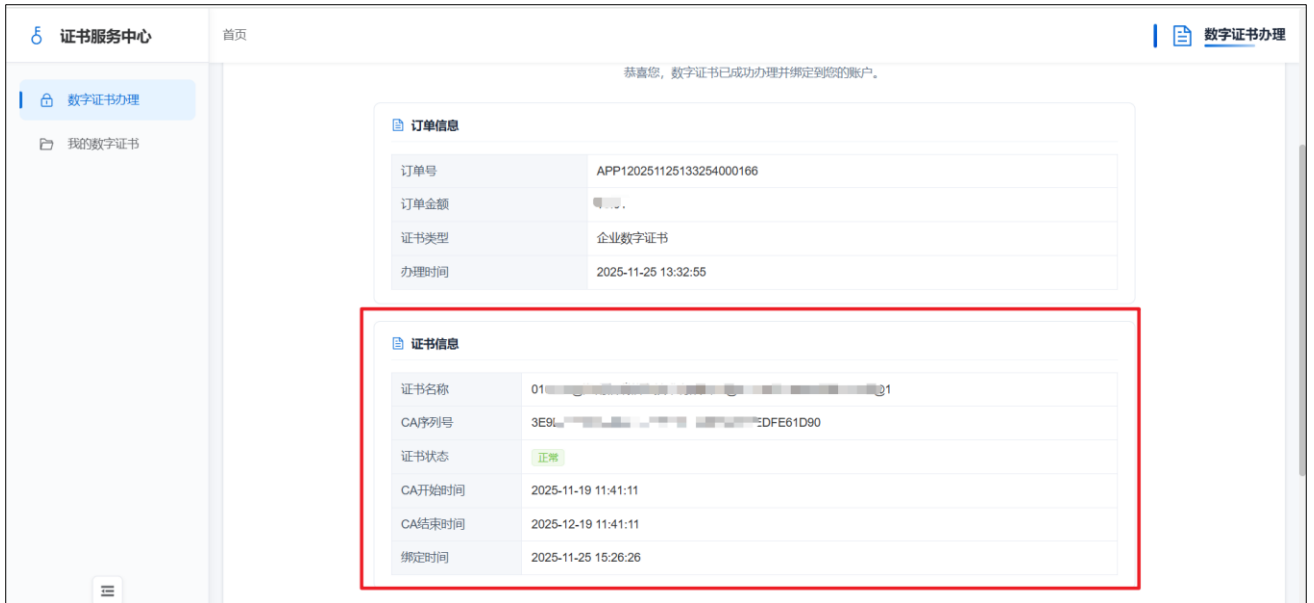 证书服务中心
首页
数字证书办理
数字证书办理
我的数字证书
恭喜您，数字证书已成功办理并绑定到您的账户。
订单信息
订单号 APP120251125133254000166
订单金额
证书类型 企业数字证书
办理时间 2025-11-25 13:32:55
证书信息
证书名称 01 01
CA序列号 3E9 EDFE61D90
证书状态 正常
CA开始时间 2025-11-19 11:41:11
CA结束时间 2025-12-19 11:41:11
绑定时间 2025-11-25 15:26:26